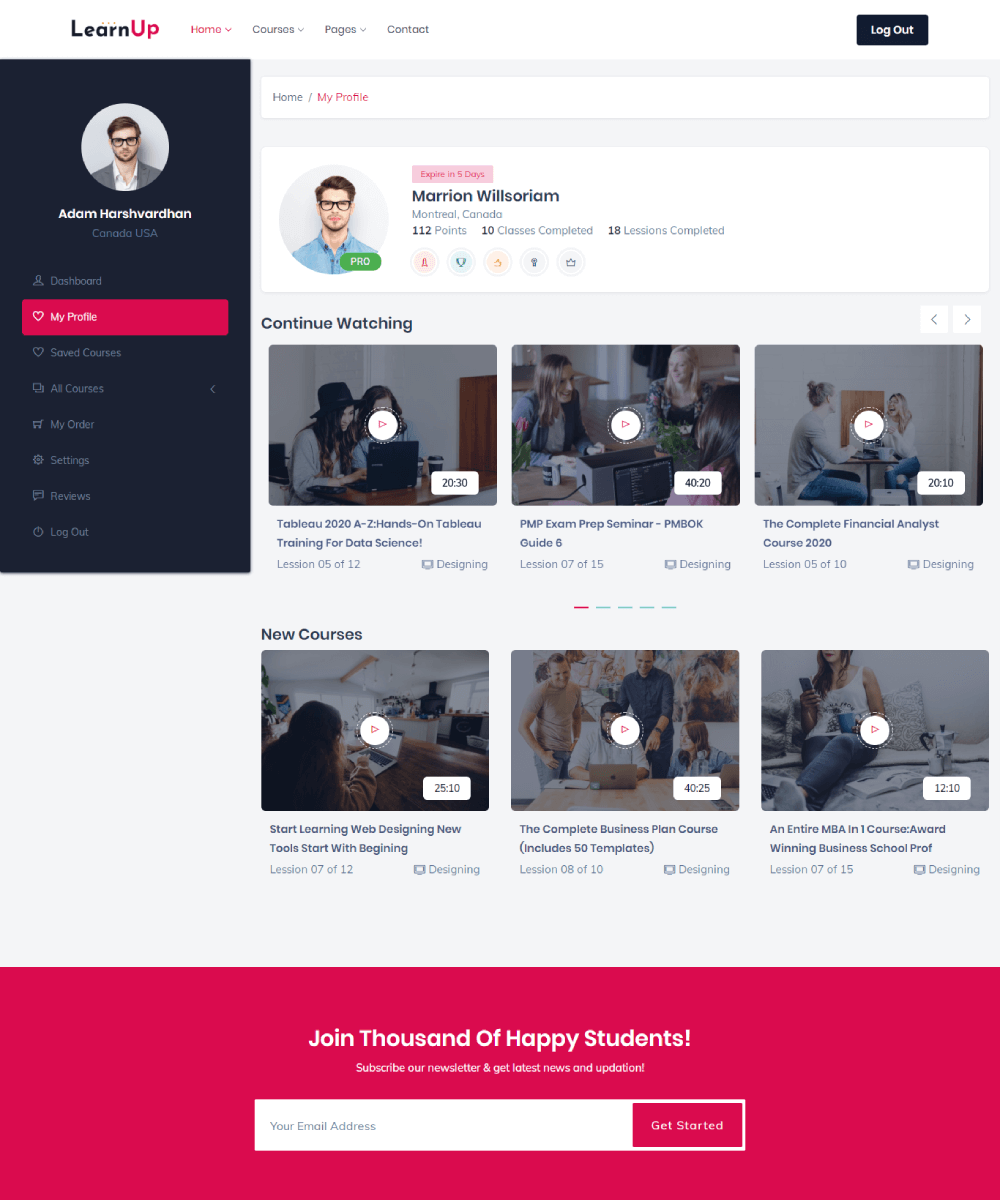 LearnUp
Home
Courses
Pages
Contact
Log Out
Adam Harshvardhan
Canada USA
Dashboard
My Profile
Saved Courses
All Courses
My Order
Settings
Reviews
Log Out
Home / My Profile
Expire in 5 Days
Marrion Willsoriam
Montreal, Canada
112 Points 10 Classes Completed 18 Lessions Completed
PRO
Continue Watching
20:30
Tableau 2020 A-Z:Hands-On Tableau
Training For Data Science!
Lession 05 of 12 Designing
40:20
PMP Exam Prep Seminar - PMBOK
Guide 6
Lession 07 of 15 Designing
20:10
The Complete Financial Analyst
Course 2020
Lession 05 of 10 Designing
New Courses
25:10
Start Learning Web Designing New
Tools Start With Begining
Lession 07 of 12 Designing
40:25
The Complete Business Plan Course
(Includes 50 Templates)
Lession 08 of 10 Designing
12:10
An Entire MBA In 1 Course:Award
Winning Business School Prof
Lession 07 of 15 Designing
Join Thousand Of Happy Students!
Subscribe our newsletter & get latest news and updation!
Your Email Address
Get Started